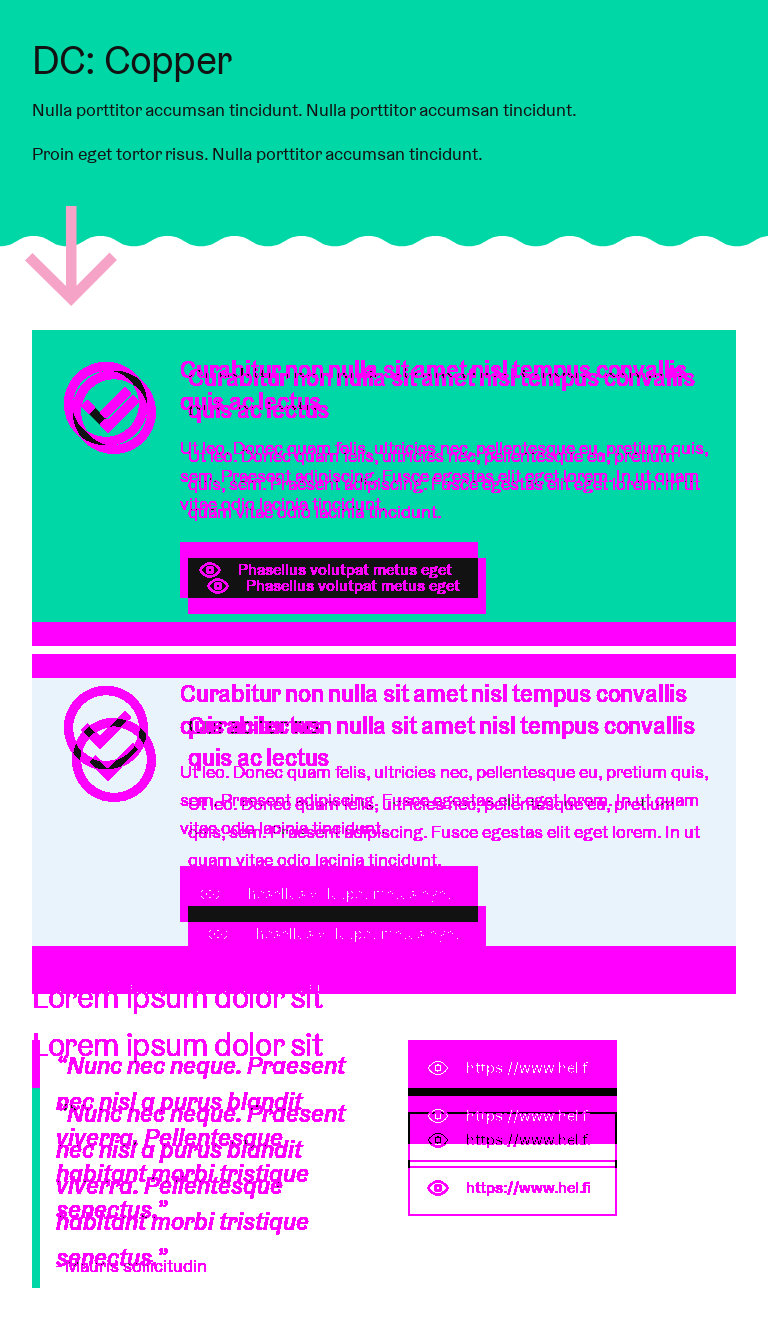 DC: Copper
Nulla porttitor accumsan tincidunt. Nulla porttitor accumsan tincidunt.
Proin eget tortor risus. Nulla porttitor accumsan tincidunt.
Curabitur non nulla sit amet nisl tempus convallis
Curabitur non nulla sit amet nisl tempus convallis
quis ac lectus
quis ac lectus
Ut leo. Donec quam felis, ultricies nec, pellentesque eu, pretium quis,
Ut leo. Donec quam felis, ultricies nec, pellentesque eu, pretium
sem. Praesent adipiscing. Fusce egestas elit eget lorem. In ut quam
quis, sem. Praesent adipiscing. Fusce egestas elit eget lorem. In ut
vitae odio lacinia tincidunt.
quam vitae odio lacinia tincidunt.
Phasellus volutpat metus eget
Phasellus volutpat metus eget
Curabitur non nulla sit amet nisl tempus convallis
quis ac lectus
Curabitur non nulla sit amet nisl tempus convallis
quis ac lectus
Ut leo. Donec quam felis, ultricies nec, pellentesque eu, pretium quis,
sem. Praesent adipiscing. Fusce egestas elit eget lorem. In ut quam
Ut leo. Donec quam felis, ultricies nec, pellentesque eu, pretium
vitae odio lacinia tincidunt.
quis, sem. Praesent adipiscing. Fusce egestas elit eget lorem. In ut
quam vitae odio lacinia tincidunt.
Lorem ipsum dolor sit
Lorem ipsum dolor sit
“Nunc nec neque. Praesent
nec nisl a purus blandit
“Nunc nec neque. Praesent
viverra. Pellentesque
nec nisl a purus blandit
habitant morbi tristique
viverra. Pellentesque
senectus.”
habitant morbi tristique
senectus.”
Mauris sollicitudin
https://www.hel.fi
https://www.hel.fi
https://www.hel.fi
https://www.hel.fi